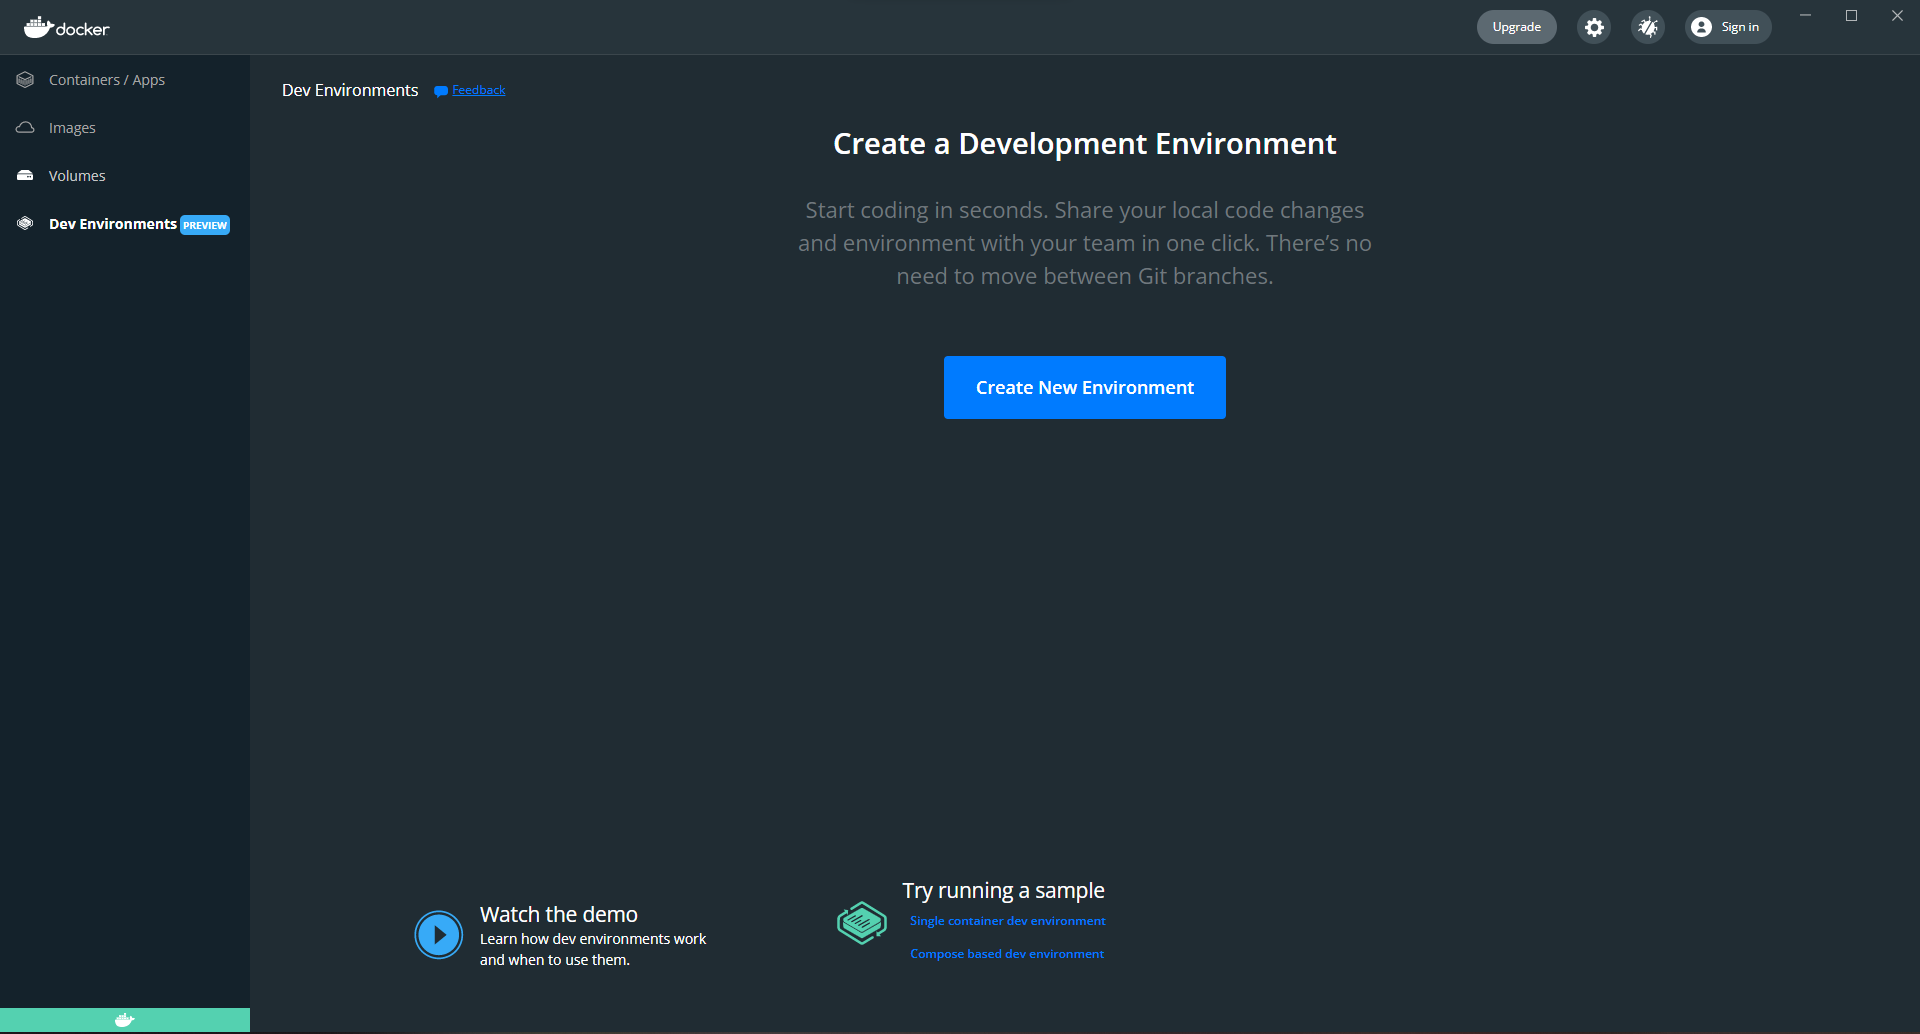 docker
Upgrade
Sign in
Containers / Apps
Images
Volumes
Dev Environments PREVIEW
Dev Environments
Feedback
Create a Development Environment
Start coding in seconds. Share your local code changes
and environment with your team in one click. There’s no
need to move between Git branches.
Create New Environment
Watch the demo
Learn how dev environments work
and when to use them.
Try running a sample
Single container dev environment
Compose based dev environment